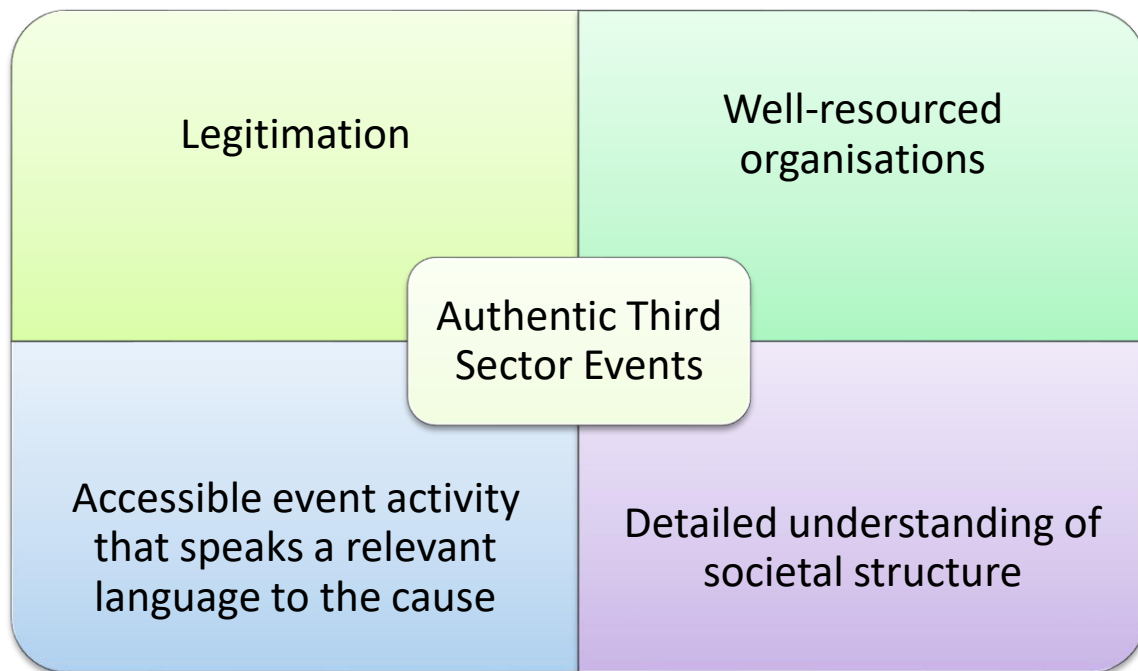 Legitimation
Well-resourced
organisations
Authentic Third
Sector Events
Accessible event activity
that speaks a relevant
language to the cause
Detailed understanding of
societal structure